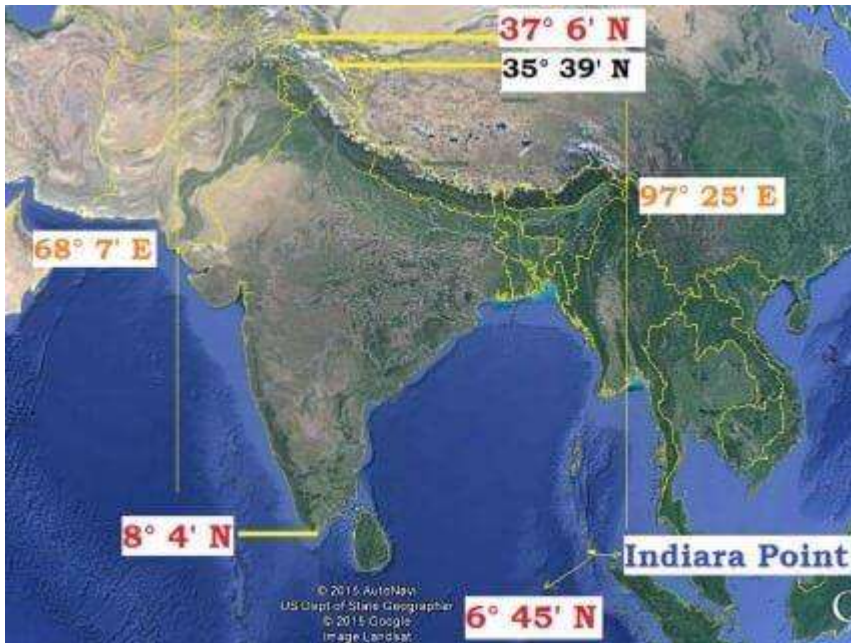 37° 6' N
35° 39' N
97° 25' E
68° 7' E
8° 4' N
Indiara Point
6° 45' N
© 2015 AutoNavi
US Dept of State Geographer
© 2015 Google
Image Landsat